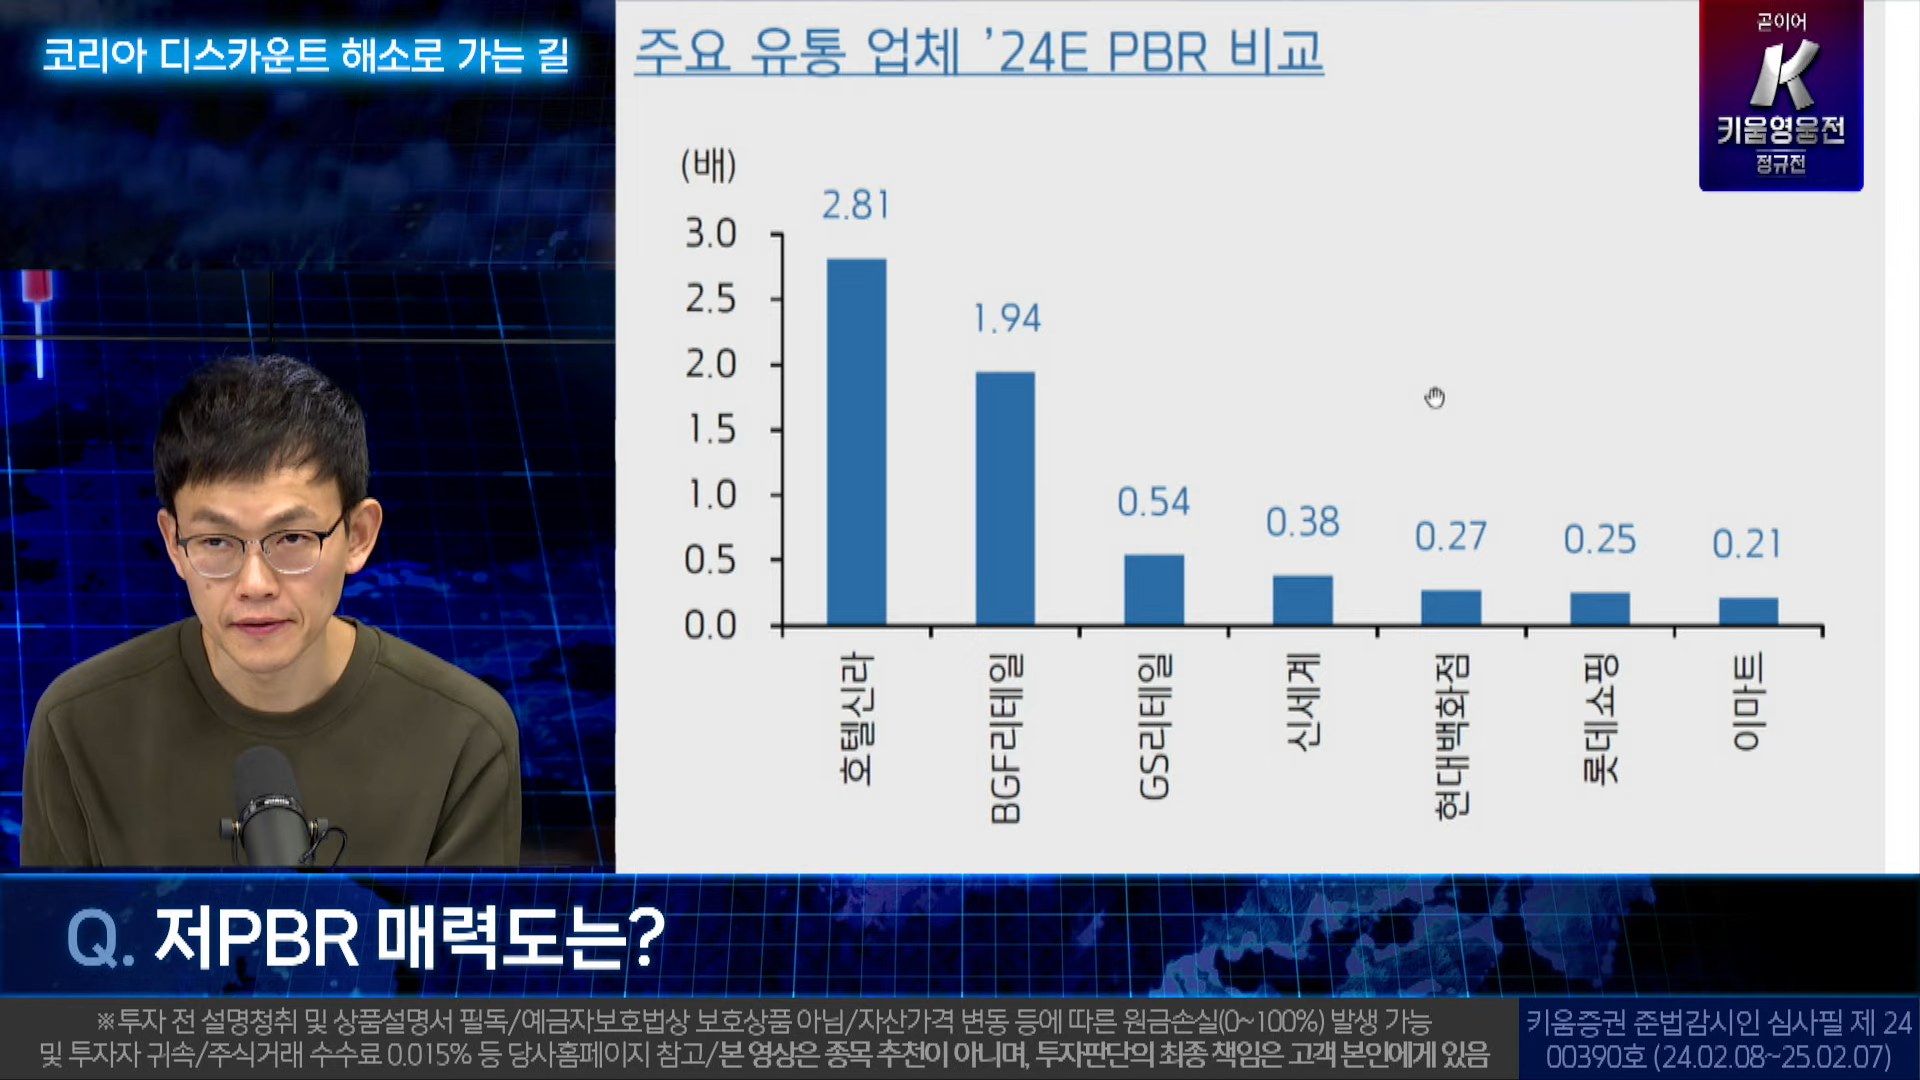 코리아 디스카운트 해소로 가는 길
주요 유통 업체 ’24E PBR 비교
곧이어
K
키움영웅전
정규전
(배)
3.0
2.5
2.0
1.5
1.0
0.5
0.0
2.81
1.94
0.54
0.38
0.27
0.25
0.21
호텔신라
BGF리테일
GS리테일
신세계
현대백화점
롯데쇼핑
이마트
Q. 저PBR 매력도는?
※투자 전 설명청취 및 상품설명서 필독/예금자보호법상 보호상품 아님/자산가격 변동 등에 따른 원금손실(0~100%) 발생 가능
및 투자자 귀속/주식거래 수수료 0.015% 등 당사홈페이지 참고/본 영상은 종목 추천이 아니며, 투자판단의 최종 책임은 고객 본인에게 있음
키움증권 준법감시인 심사필 제 24
00390호 (24.02.08~25.02.07)